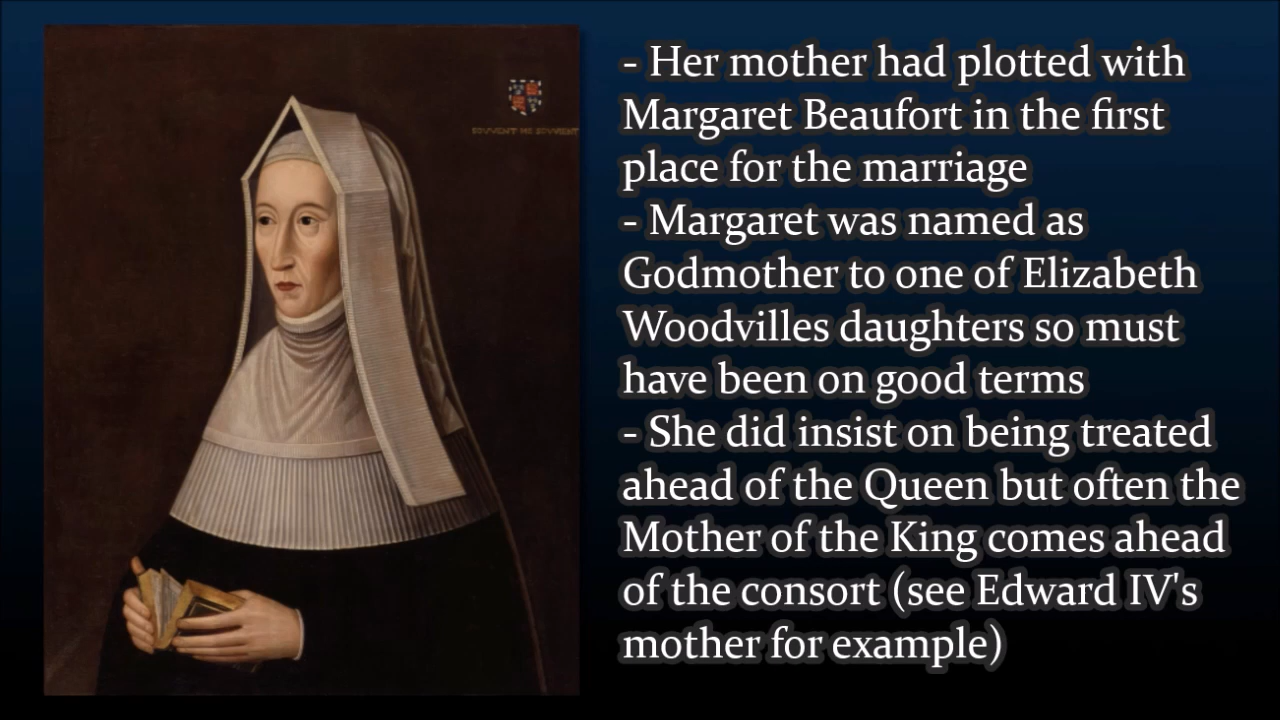 SOVVENT ME SOVVENT
- Her mother had plotted with
Margaret Beaufort in the first
place for the marriage
- Margaret was named as
Godmother to one of Elizabeth
Woodvilles daughters so must
have been on good terms
- She did insist on being treated
ahead of the Queen but often the
Mother of the King comes ahead
of the consort (see Edward IV's
mother for example)